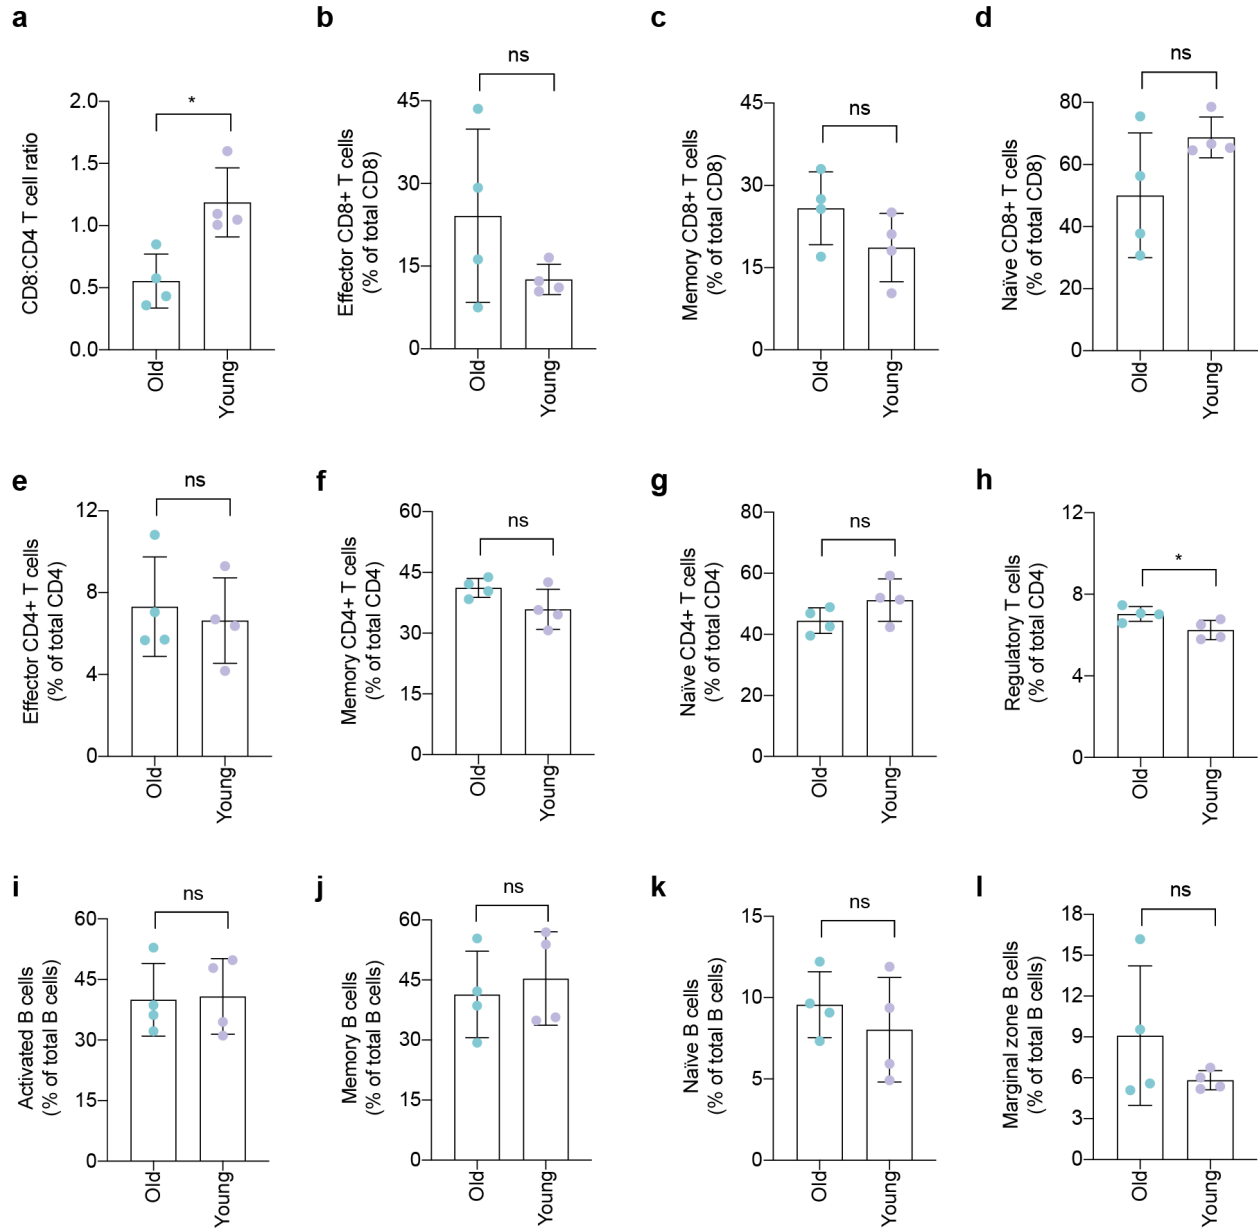 a
CD8:CD4 T cell ratio
2.0
1.5
1.0
0.5
0.0
*
Old
Young
b
Effector CD8+ T cells
(% of total CD8)
45
30
15
0
ns
Old
Young
c
Memory CD8+ T cells
(% of total CD8)
45
30
15
0
ns
Old
Young
d
Naïve CD8+ T cells
(% of total CD8)
80
60
40
20
0
ns
Old
Young
e
Effector CD4+ T cells
(% of total CD4)
12
8
4
0
ns
Old
Young
f
Memory CD4+ T cells
(% of total CD4)
60
45
30
15
0
ns
Old
Young
g
Naïve CD4+ T cells
(% of total CD4)
80
60
40
20
0
ns
Old
Young
h
Regulatory T cells
(% of total CD4)
12
8
4
0
*
Old
Young
i
Activated B cells
(% of total B cells)
60
45
30
15
0
ns
Old
Young
j
Memory B cells
(% of total B cells)
60
45
30
15
0
ns
Old
Young
k
Naïve B cells
(% of total B cells)
15
10
5
0
ns
Old
Young
l
Marginal zone B cells
(% of total B cells)
18
15
12
9
6
3
0
ns
Old
Young